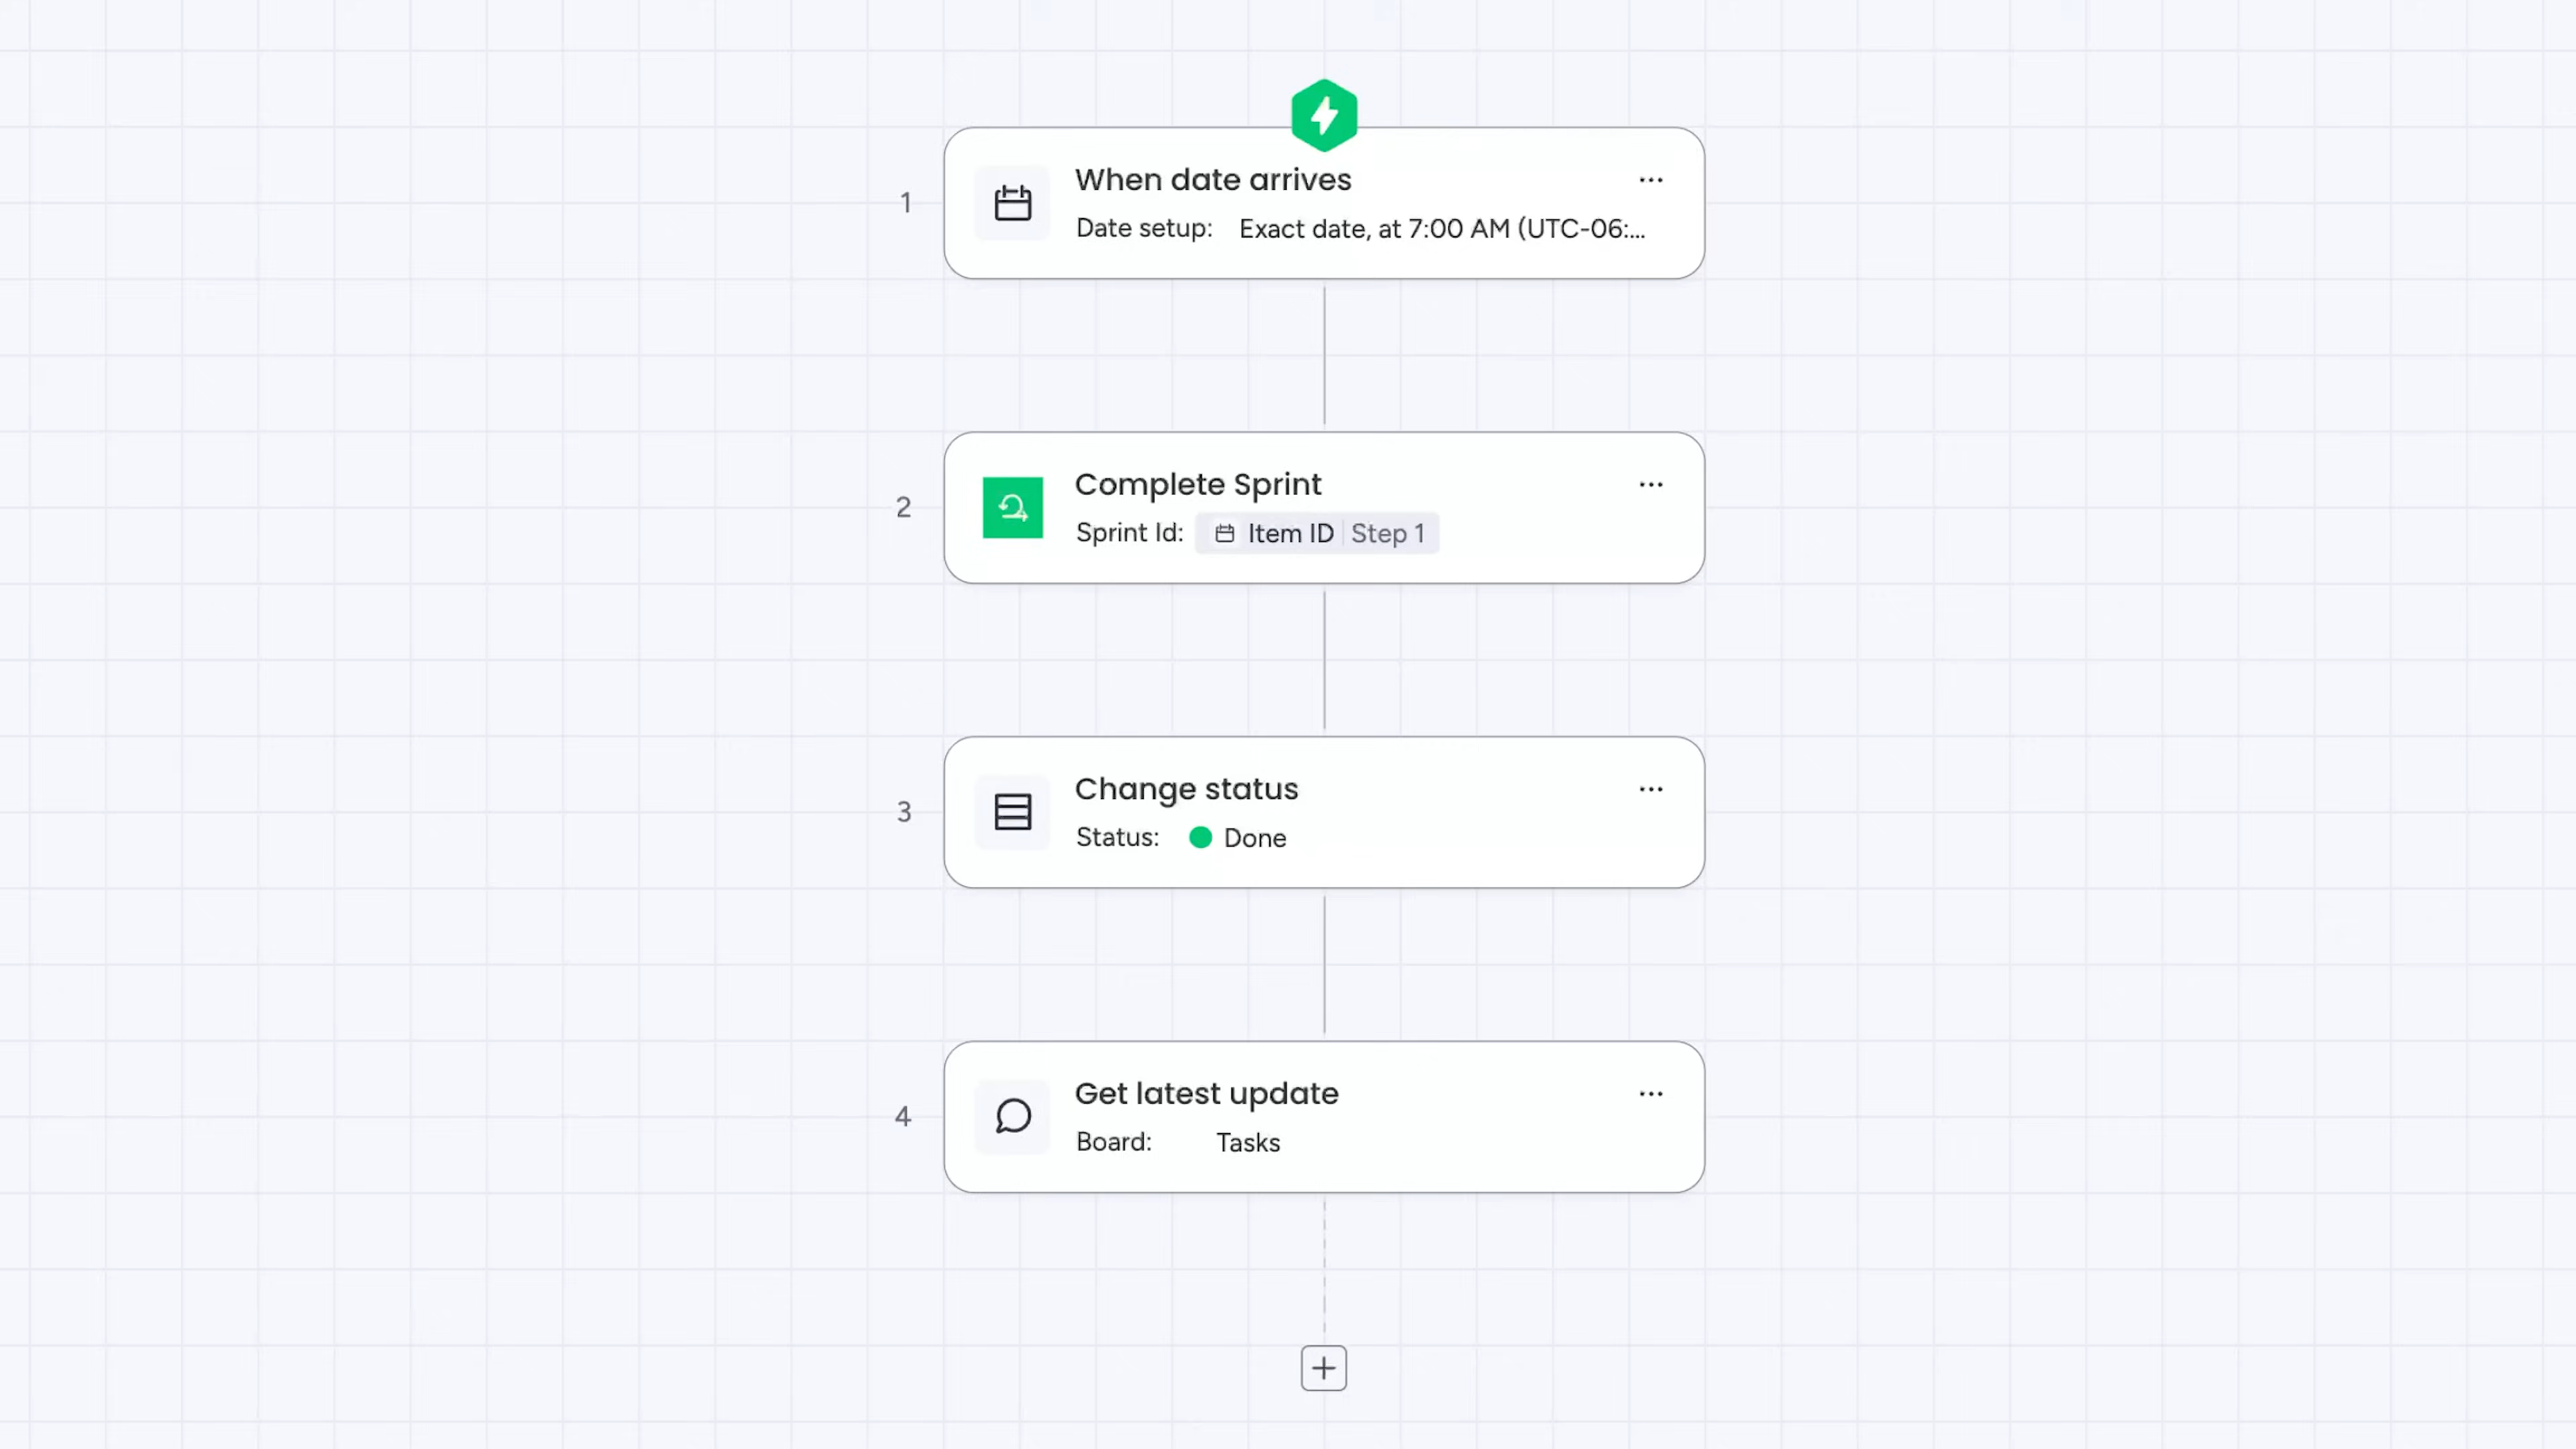 1
When date arrives
Date setup: Exact date, at 7:00 AM (UTC-06:...
2
Complete Sprint
Sprint Id: Item ID Step 1
3
Change status
Status: Done
4
Get latest update
Board: Tasks